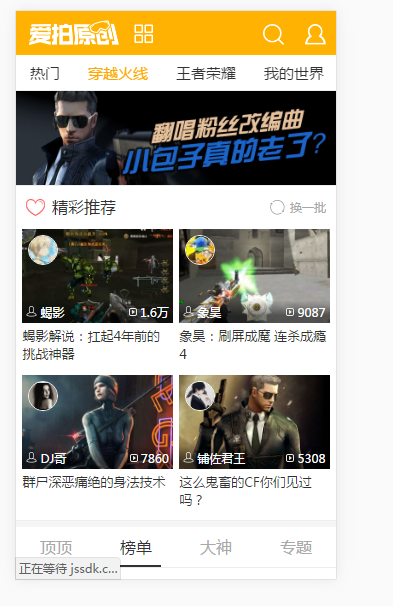 爱拍原创
热门 穿越火线 王者荣耀 我的世界
翻唱粉丝改编曲
小包子真的老了?
精彩推荐 换一批
蝎影 1.6万
象昊 9087
蝎影解说：扛起4年前的
挑战神器
象昊：刷屏成魔 连杀成瘾
4
DJ哥 7860
铺佐君王 5308
群尸深恶痛绝的身法技术
这么鬼畜的CF你们见过
吗？
顶顶 榜单 大神 专题
正在等待 jssdk.c...